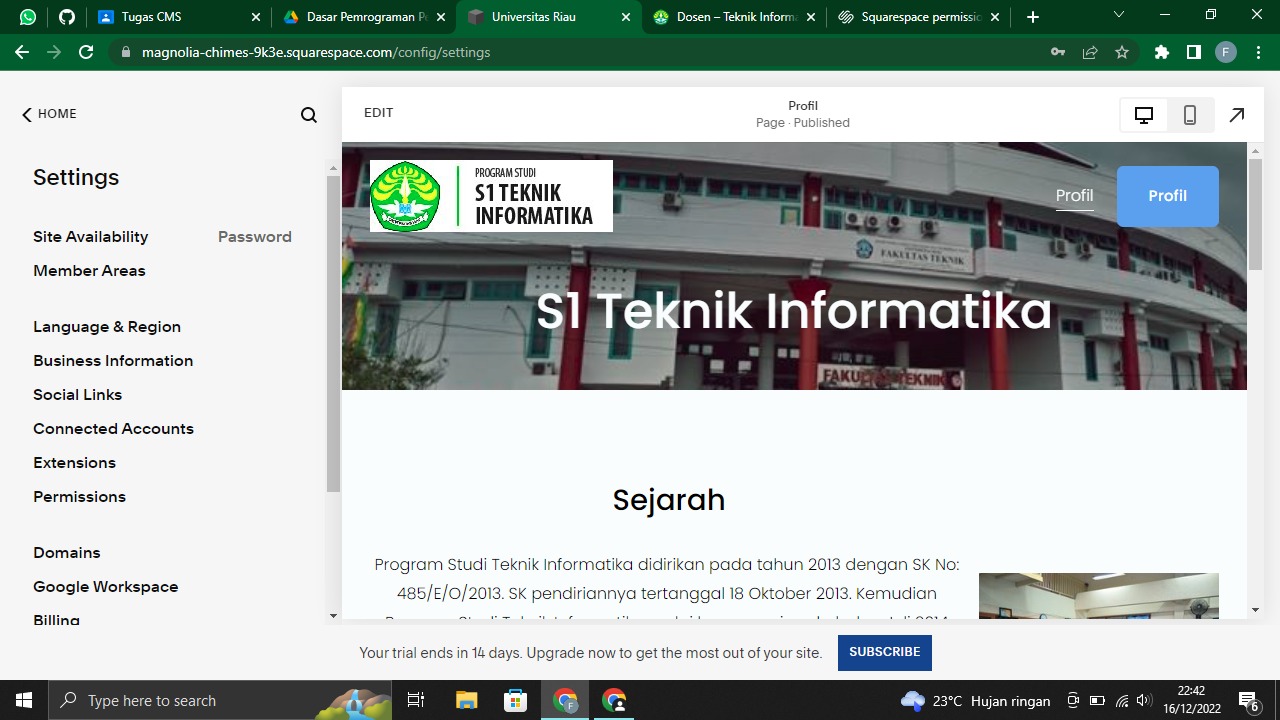 Tugas CMS
Dasar Pemrograman P
Universitas Riau
Dosen – Teknik Inform
Squarespace permissi
magnolia-chimes-9k3e.squarespace.com/config/settings
F
HOME
EDIT
Profil
Page · Published
Settings
Site Availability Password
Member Areas
Language & Region
Business Information
Social Links
Connected Accounts
Extensions
Permissions
Domains
Google Workspace
Billing
PROGRAM STUDI
S1 TEKNIK
INFORMATIKA
Profil
Profil
FAKULTAS TEKNIK
S1 Teknik Informatika
FAKULTAS TEKNIK
Sejarah
Program Studi Teknik Informatika didirikan pada tahun 2013 dengan SK No:
485/E/O/2013. SK pendiriannya tertanggal 18 Oktober 2013. Kemudian
Your trial ends in 14 days. Upgrade now to get the most out of your site.
SUBSCRIBE
Type here to search
F
23°C Hujan ringan
22:42
16/12/2022
6